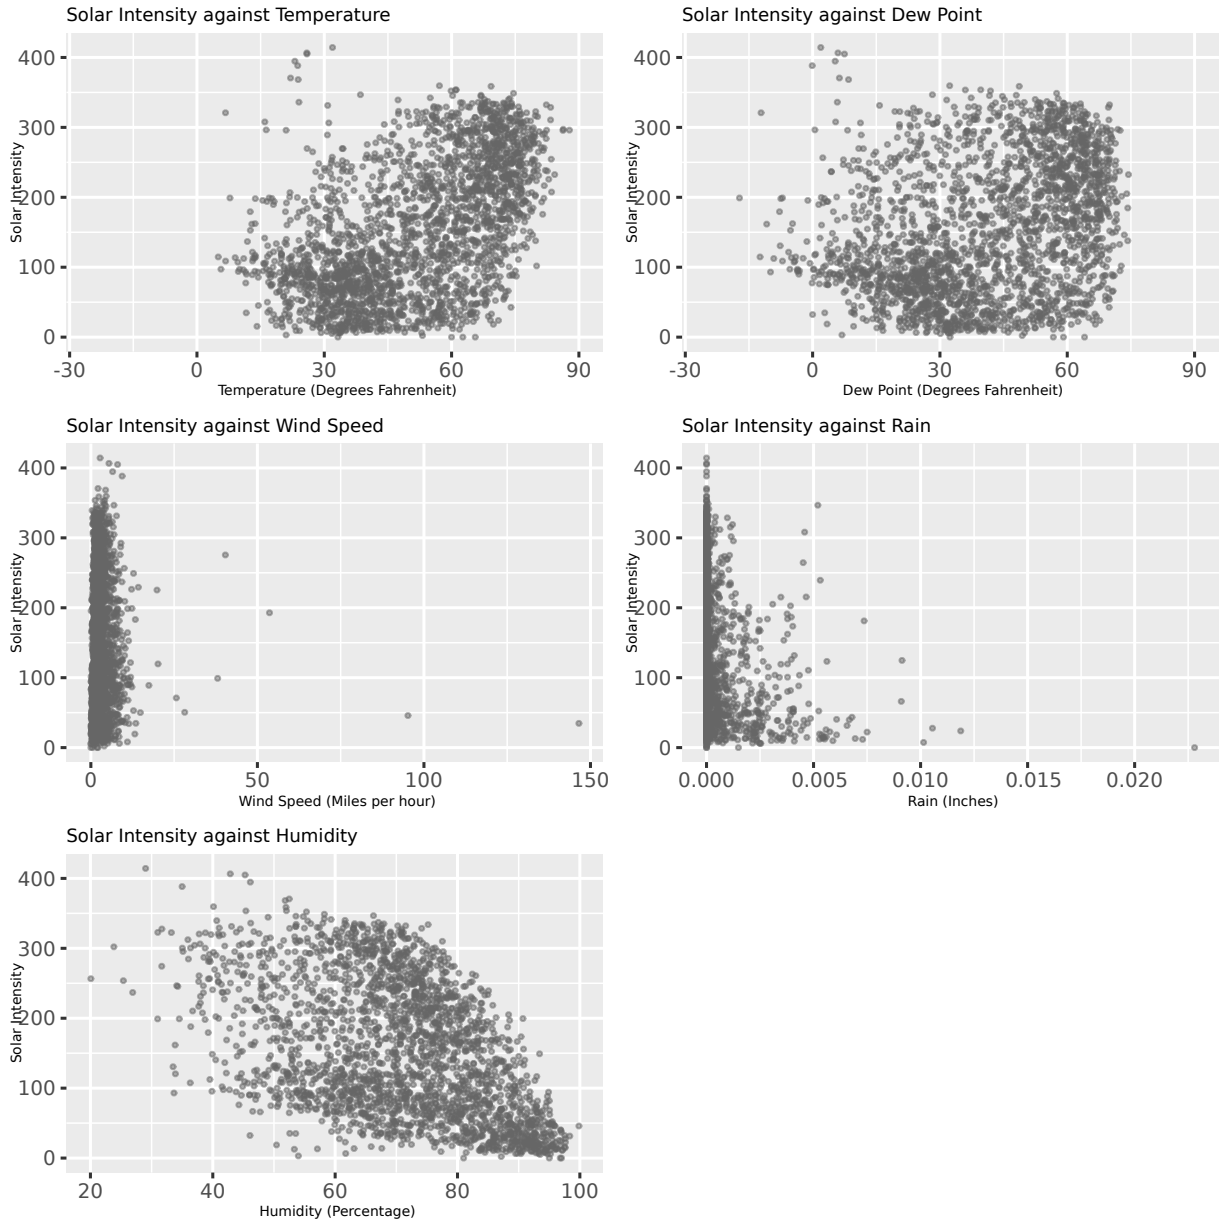 Solar Intensity against Temperature
Solar Intensity
400
300
200
100
0
-30 0 30 60 90
Temperature (Degrees Fahrenheit)
Solar Intensity against Dew Point
Solar Intensity
400
300
200
100
0
-30 0 30 60 90
Dew Point (Degrees Fahrenheit)
Solar Intensity against Wind Speed
Solar Intensity
400
300
200
100
0
0 50 100 150
Wind Speed (Miles per hour)
Solar Intensity against Rain
Solar Intensity
400
300
200
100
0
0.000 0.005 0.010 0.015 0.020
Rain (Inches)
Solar Intensity against Humidity
Solar Intensity
400
300
200
100
0
20 40 60 80 100
Humidity (Percentage)